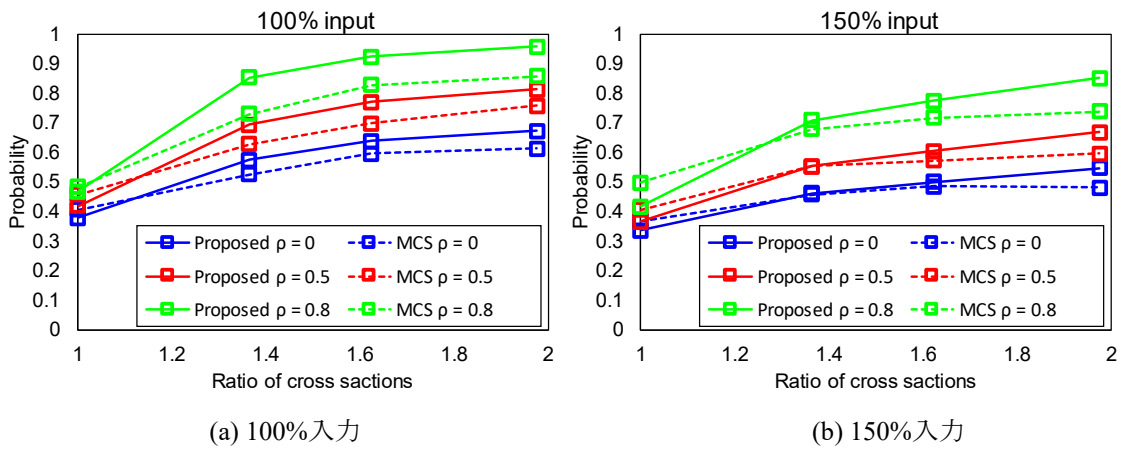 100% input
1
0.9
0.8
0.7
0.6
0.5
0.4
0.3
0.2
0.1
0
Probability
Proposed ρ = 0
MCS ρ = 0
Proposed ρ = 0.5
MCS ρ = 0.5
Proposed ρ = 0.8
MCS ρ = 0.8
1 1.2 1.4 1.6 1.8 2
Ratio of cross sactions
(a) 100%入力
150% input
1
0.9
0.8
0.7
0.6
0.5
0.4
0.3
0.2
0.1
0
Probability
Proposed ρ = 0
MCS ρ = 0
Proposed ρ = 0.5
MCS ρ = 0.5
Proposed ρ = 0.8
MCS ρ = 0.8
1 1.2 1.4 1.6 1.8 2
Ratio of cross sactions
(b) 150%入力